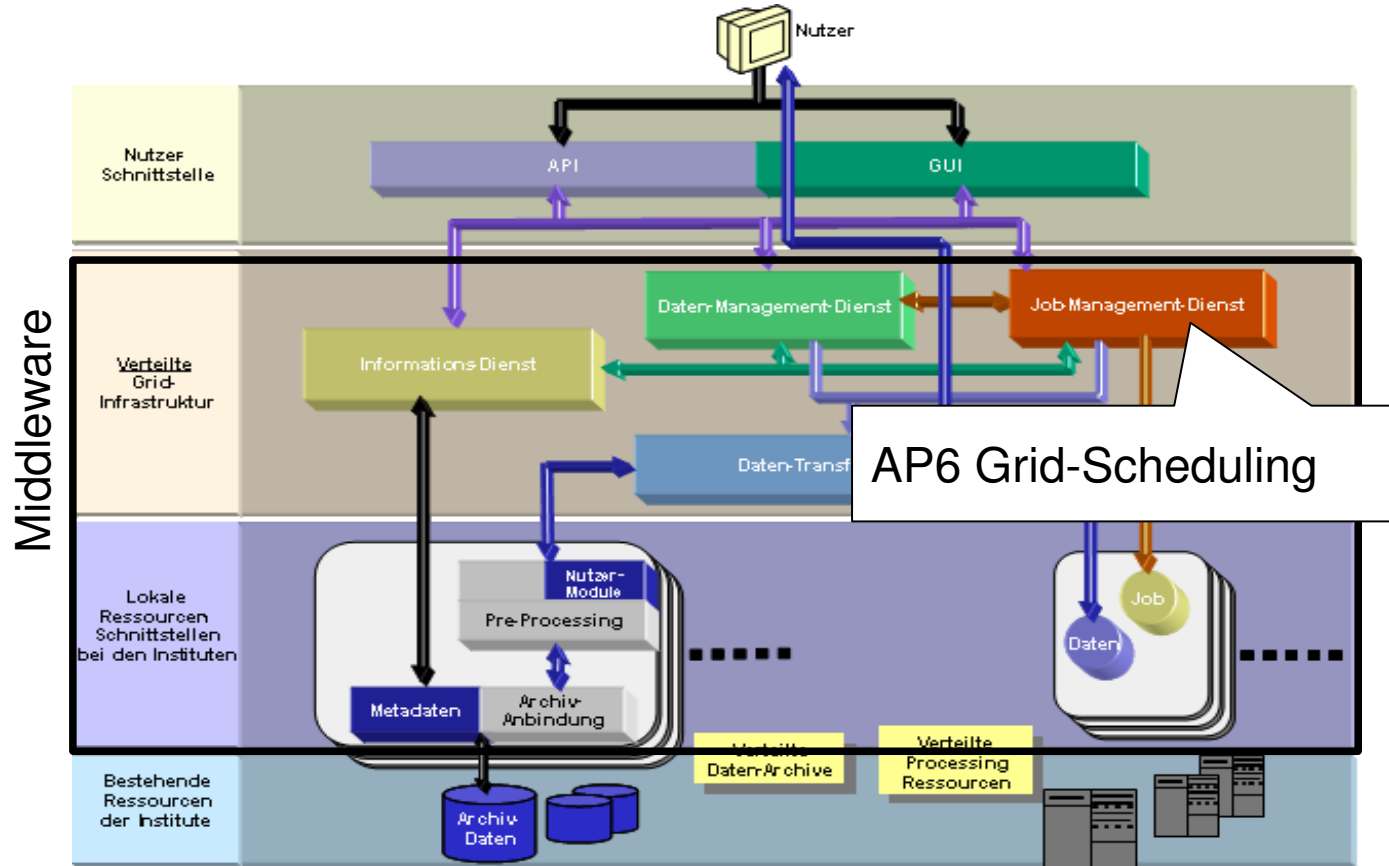 Nutzer
Nutzer
Schnittstelle
API
GUI
Middleware
Verteilte
Grid-
Infrastruktur
Informations-Dienst
Daten-Management-Dienst
Job-Management-Dienst
Daten-Transf
AP6 Grid-Scheduling
Lokale
Ressourcen
Schnittstellen
bei den Instituten
Nutzer-
Module
Pre-Processing
Metadaten
Archiv-
Anbindung
Job
Daten
Bestehende
Ressourcen
der Institute
Archiv-
Daten
Verteilte
Daten-Archive
Verteilte
Processing
Ressourcen